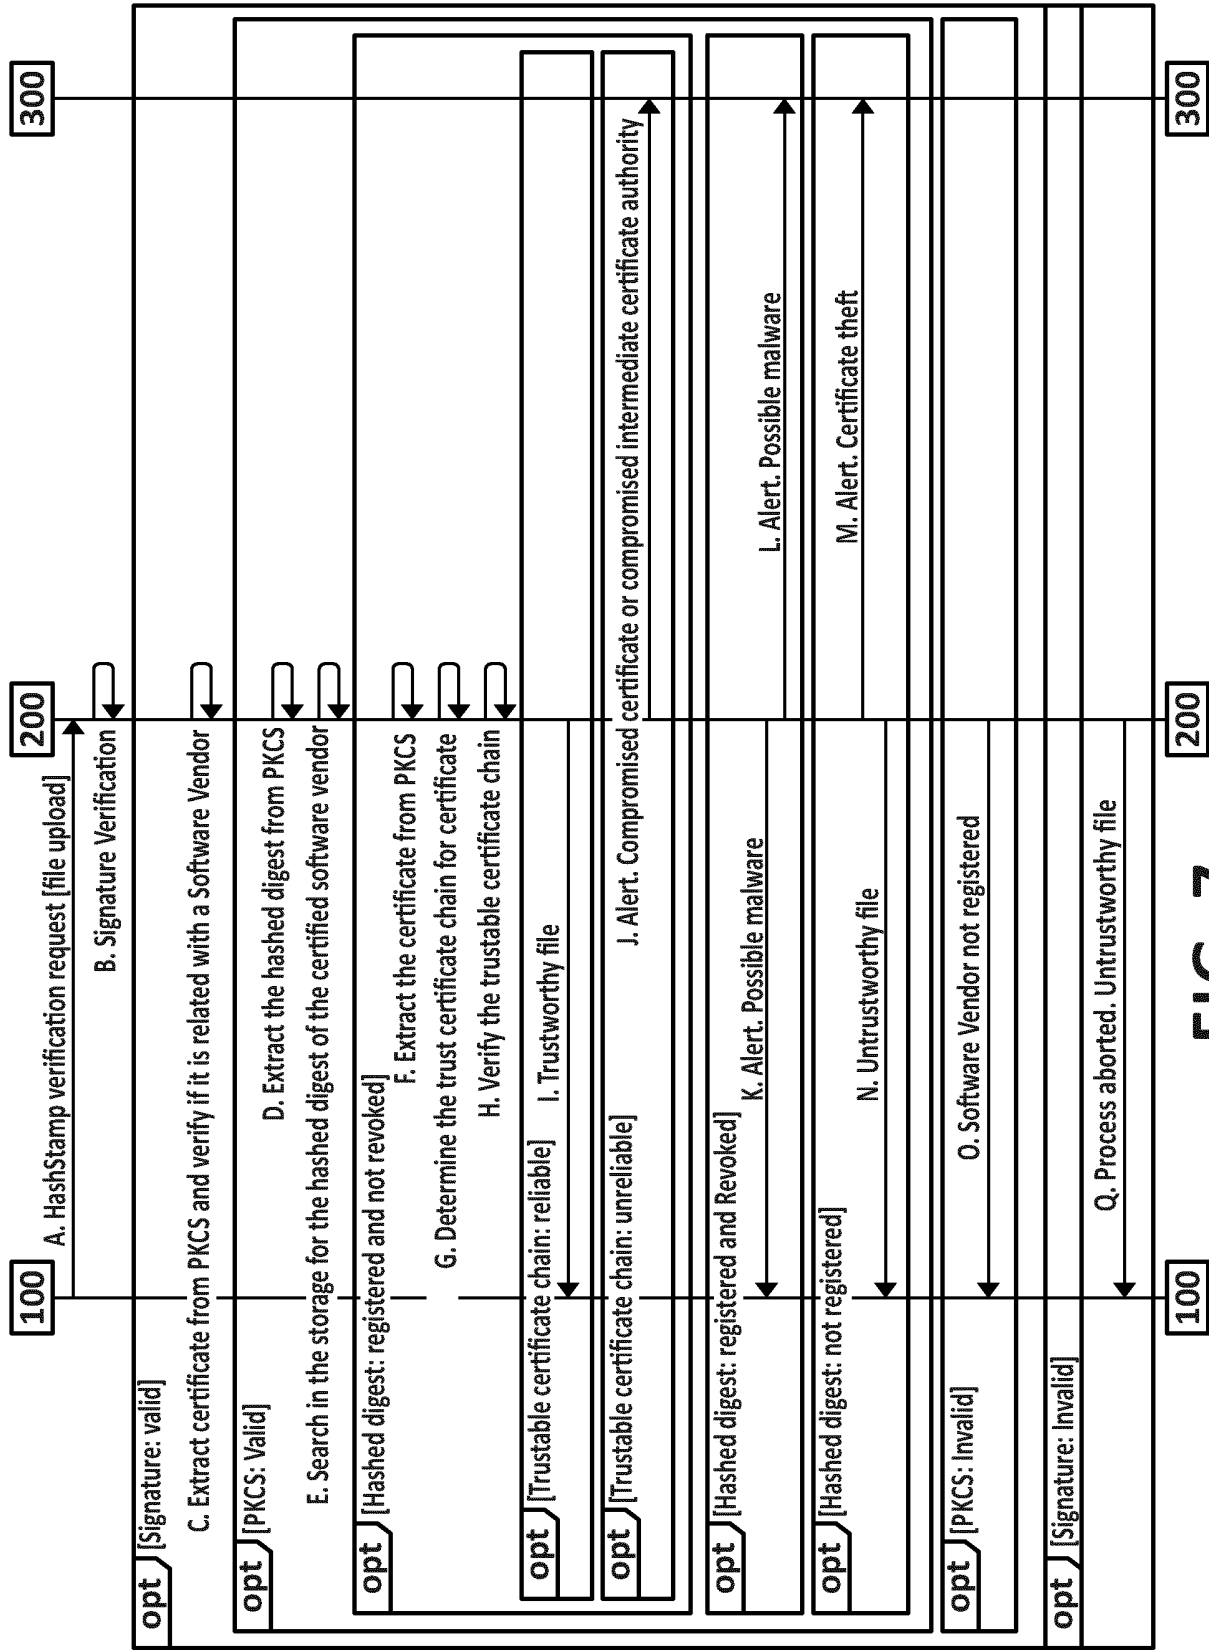 100
200
300
A. HashStamp verification request [file upload]
B. Signature Verification
opt [Signature: valid]
C. Extract certificate from PKCS and verify if it is related with a Software Vendor
opt [PKCS: Valid]
D. Extract the hashed digest from PKCS
E. Search in the storage for the hashed digest of the certified software vendor
opt [Hashed digest: registered and not revoked]
F. Extract the certificate from PKCS
G. Determine the trust certificate chain for certificate
H. Verify the trustable certificate chain
opt [Trustable certificate chain: reliable]
I. Trustworthy file
opt [Trustable certificate chain: unreliable]
J. Alert. Compromised certificate or compromised intermediate certificate authority
opt [Hashed digest: registered and Revoked]
K. Alert. Possible malware
L. Alert. Possible malware
opt [Hashed digest: not registered]
M. Alert. Certificate theft
N. Untrustworthy file
opt [PKCS: Invalid]
O. Software Vendor not registered
opt [Signature: Invalid]
Q. Process aborted. Untrustworthy file
100
200
300